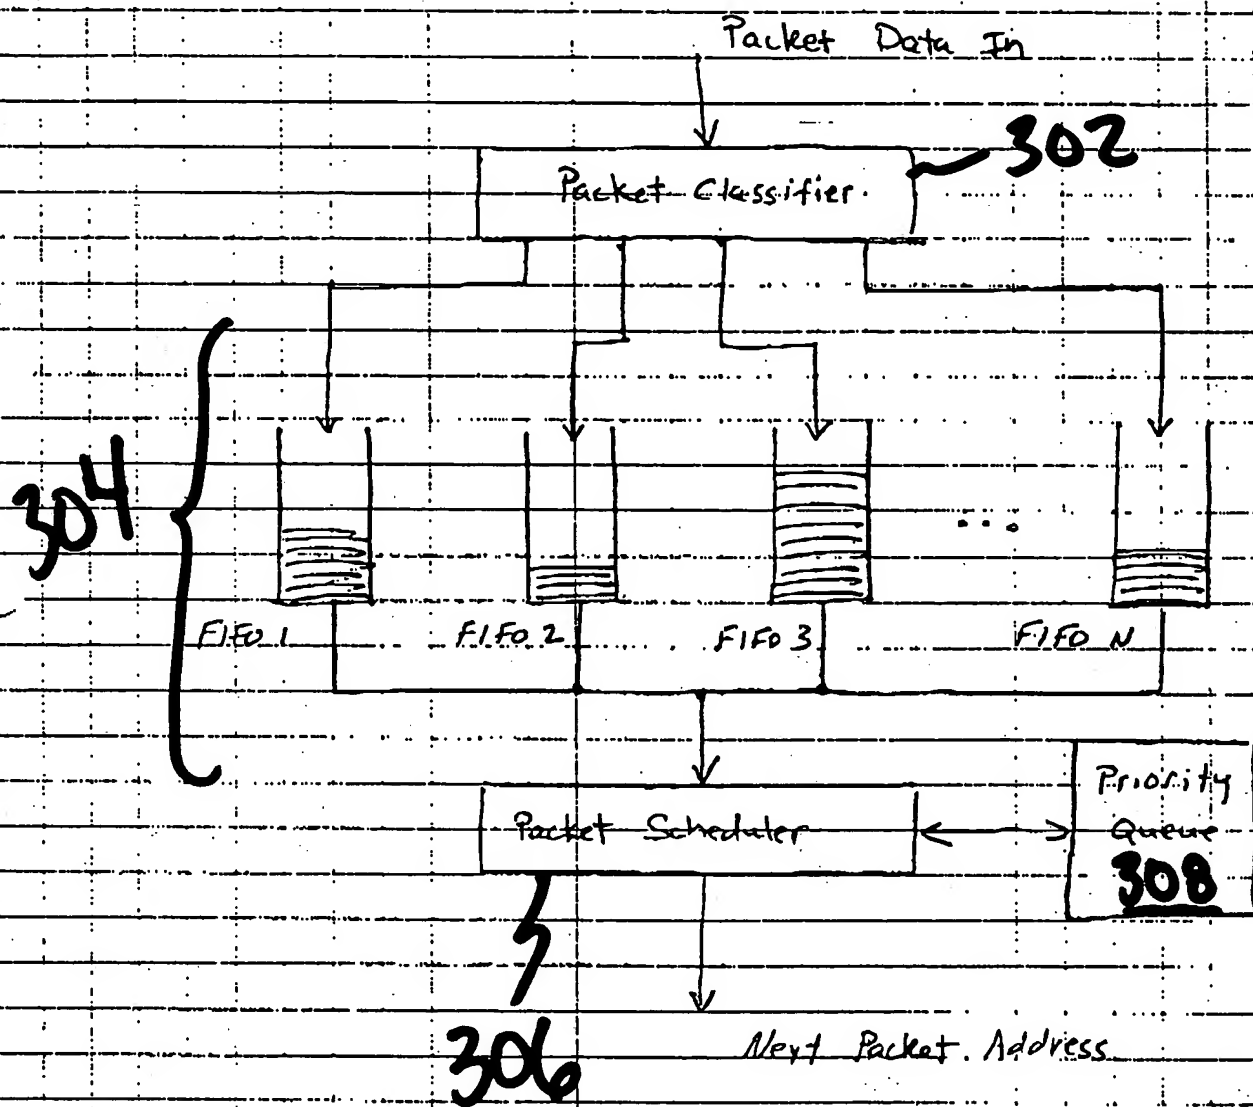 Packet Data In
302
Packet Classifier
304
...
FIFO 1
FIFO 2
FIFO 3
FIFO N
Priority
Queue
308
Packet Scheduler
306
Next Packet Address